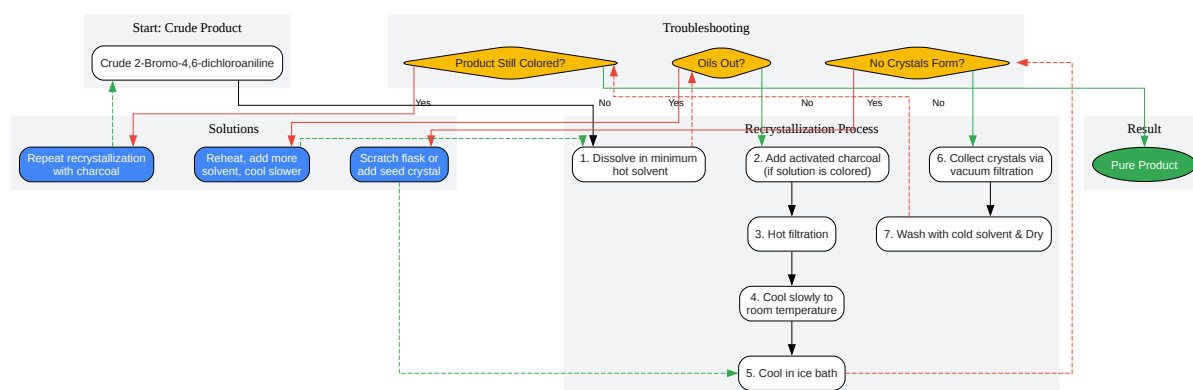 Start: Crude Product
Troubleshooting
Crude 2-Bromo-4,6-dichloroaniline
Product Still Colored?
Oils Out?
No Crystals Form?
Yes
No
Yes
No
Yes
No
Solutions
Recrystallization Process
Result
Repeat recrystallization
with charcoal
Reheat, add more
solvent, cool slower
Scratch flask or
add seed crystal
1. Dissolve in minimum
hot solvent
2. Add activated charcoal
(if solution is colored)
6. Collect crystals via
vacuum filtration
Pure Product
3. Hot filtration
7. Wash with cold solvent & Dry
4. Cool slowly to
room temperature
5. Cool in ice bath